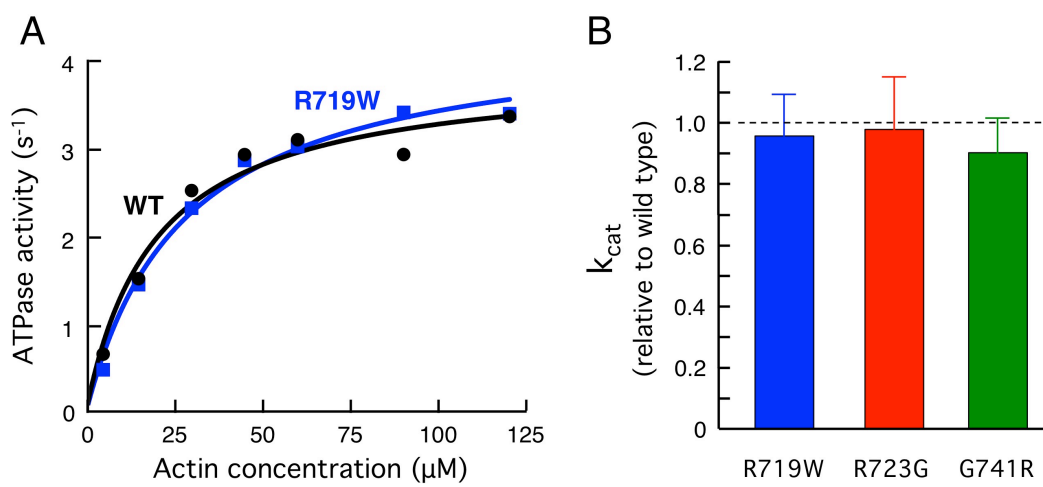 A
ATPase activity (s-1)
4
3
2
1
0
R719W
WT
0 25 50 75 100 125
Actin concentration (µM)
B
kcat
(relative to wild type)
1.2
1.0
0.8
0.6
0.4
0.2
0
R719W R723G G741R